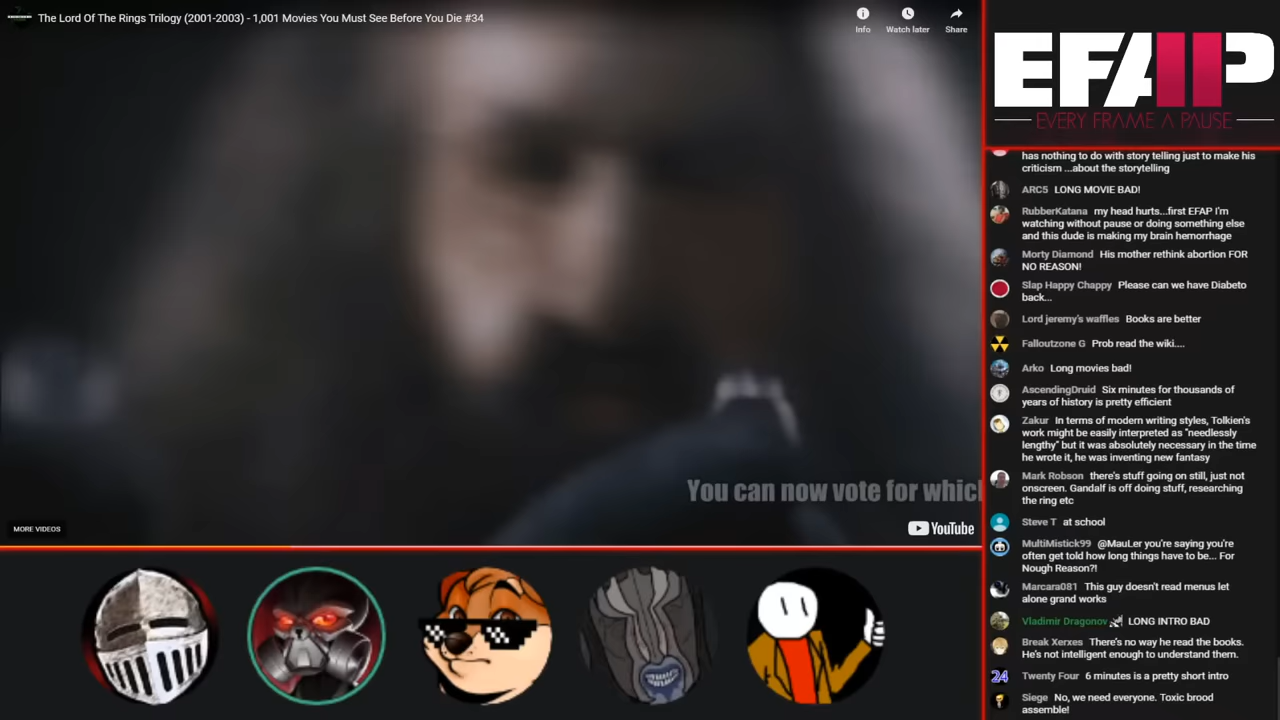 The Lord Of The Rings Trilogy (2001-2003) - 1,001 Movies You Must See Before You Die #34
Info
Watch later
Share
You can now vote for whicl
MORE VIDEOS
YouTube
EFAP
EVERY FRAME A PAUSE
has nothing to do with story telling just to make his
criticism ...about the storytelling
ARC5 LONG MOVIE BAD!
RubberKatana my head hurts...first EFAP I'm
watching without pause or doing something else
and this dude is making my brain hemorrhage
Morty Diamond His mother rethink abortion FOR
NO REASON!
Slap Happy Chappy Please can we have Diabeto
back...
Lord jeremy's waffles Books are better
Falloutzone G Prob read the wiki....
Arko Long movies bad!
AscendingDruid Six minutes for thousands of
years of history is pretty efficient
Zakur In terms of modern writing styles, Tolkien's
work might be easily interpreted as "needlessly
lengthy" but it was absolutely necessary in the time
he wrote it, he was inventing new fantasy
Mark Robson there's stuff going on still, just not
onscreen. Gandalf is off doing stuff, researching
the ring etc
Steve T at school
MultiMistick99 @MauLer you're saying you're
often get told how long things have to be... For
Nough Reason?!
Marcara081 This guy doesn't read menus let
alone grand works
Vladimir Dragonov LONG INTRO BAD
Break Xerxes There's no way he read the books.
He's not intelligent enough to understand them.
24 Twenty Four 6 minutes is a pretty short intro
Siege No, we need everyone. Toxic brood
assemble!